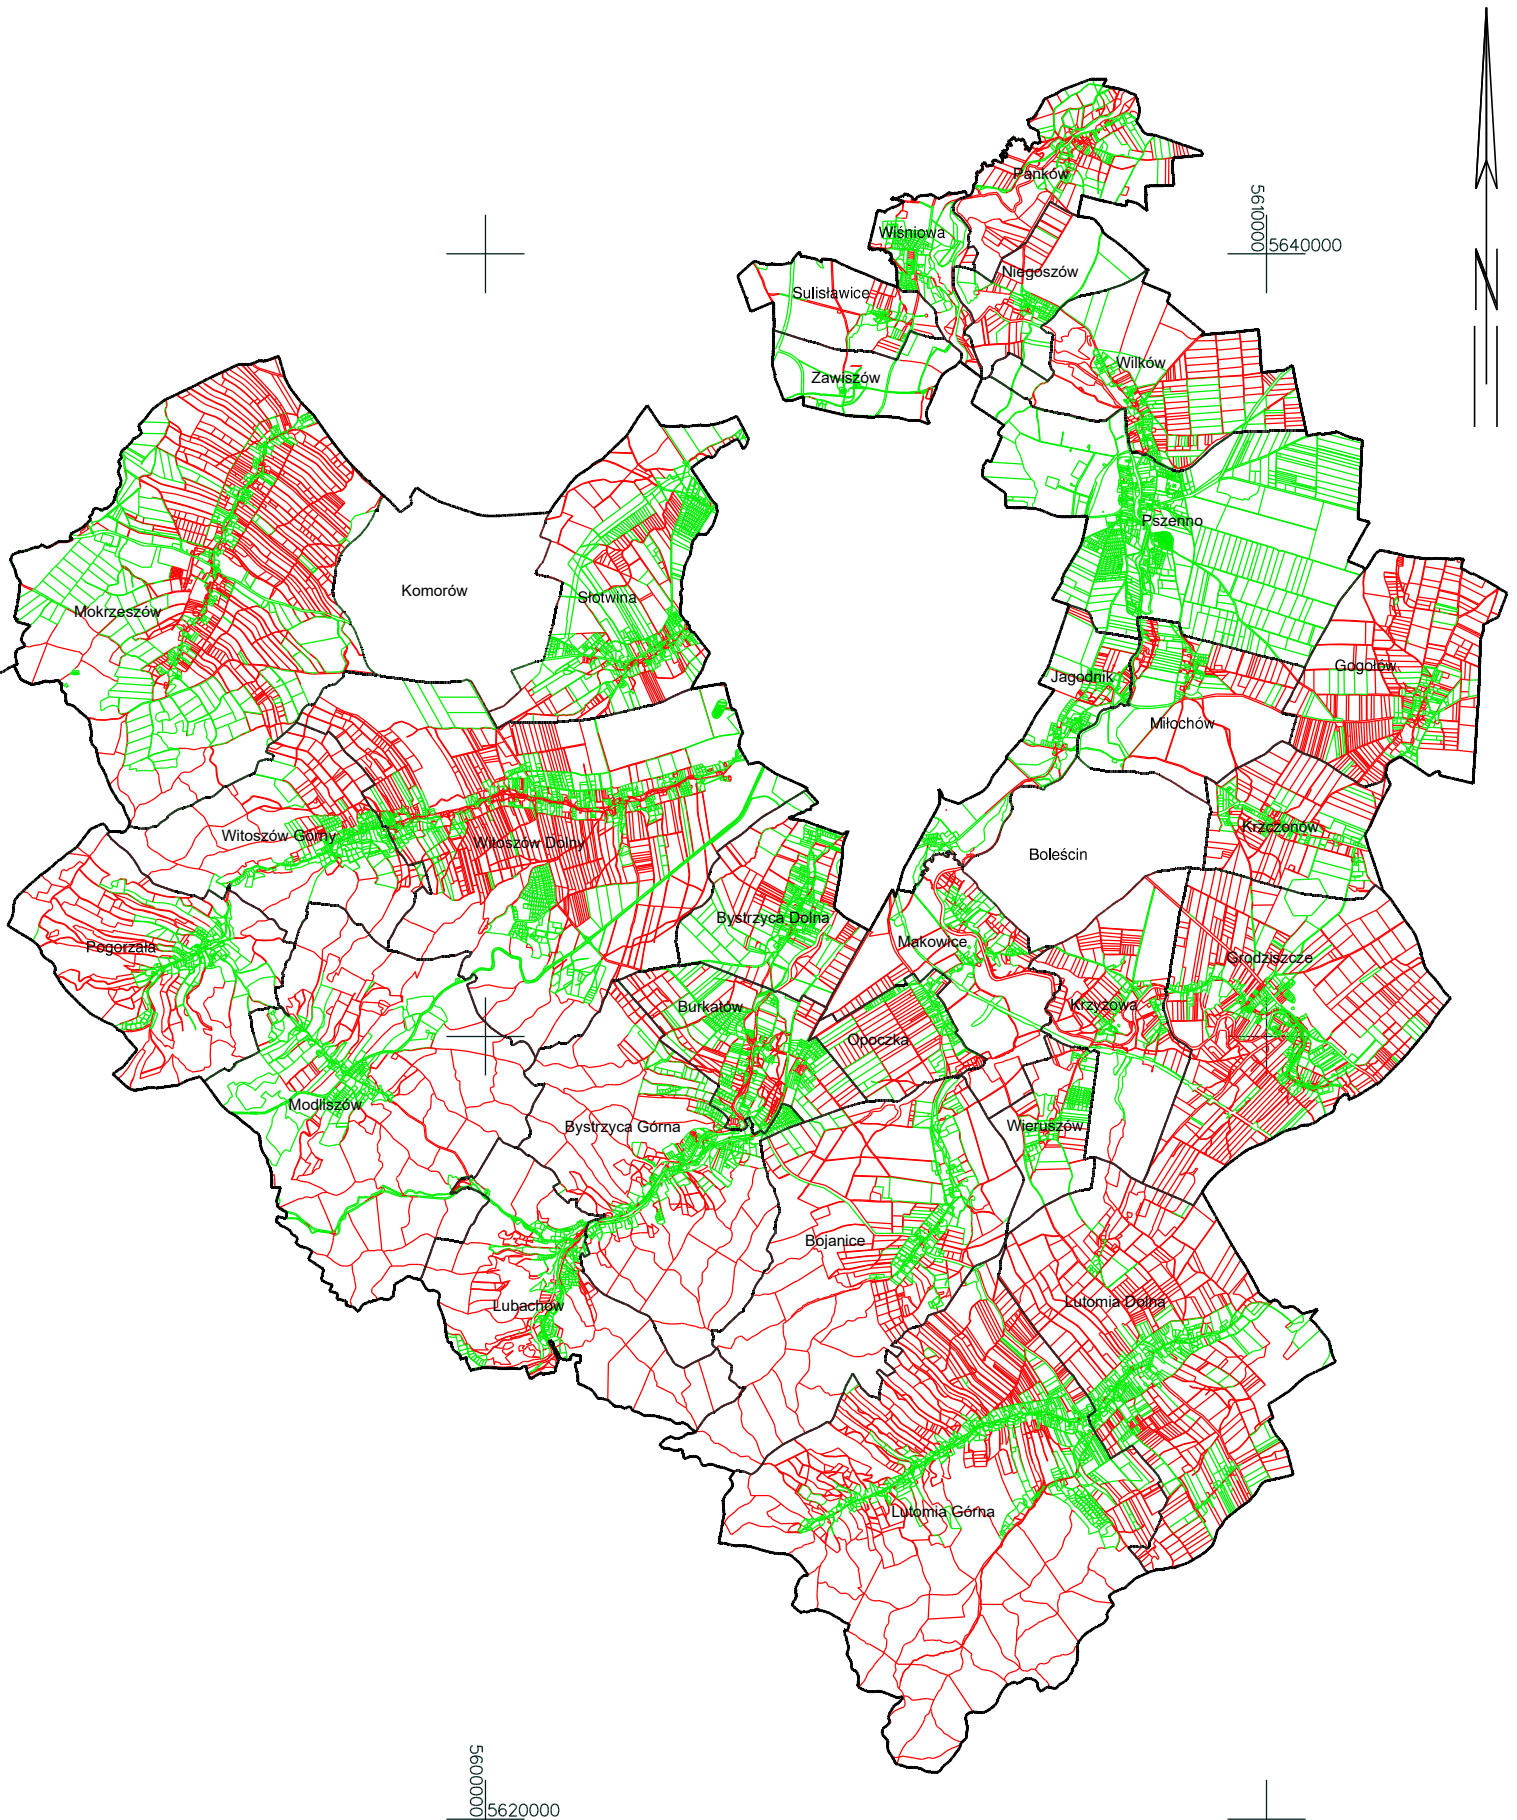 Panków
Wiśniowa
5610000
5640000
Niegoszów
Sulisławice
Wilków
Zawiszów
Pszenno
Komorów
Słotwina
Mokrzeszów
Gogołów
Jagodnik
Miłochów
Krzczonów
Witoszów Górny
Witoszów Dolny
Boleścin
Bystrzyca Dolna
Makowice
Pogorzała
Grodziszcze
Burkatów
Krzyżowa
Opoczka
Modliszów
Bystrzyca Górna
Wieruszów
Bojanice
Lubachów
Lutomia Dolna
Lutomia Górna
5600000
5620000
N